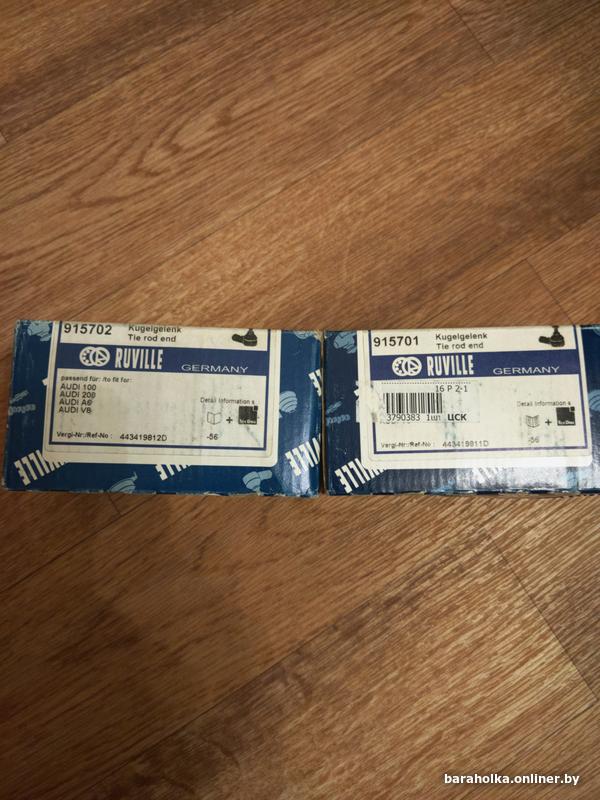 915702
Kugelgelenk
Tie rod end
RUVILLE
GERMANY
passend für: /to fit for:
AUDI 100
AUDI 200
AUDI A6
AUDI V8
Detail Information s
+
Vergl-Nr:/Ref-No : 443419812D
-56
RUVILLE
915701
Kugelgelenk
Tie rod end
RUVILLE
GERMANY
16 P 2-1
3790383 1шт ЦСК
Detail Information s
+
Vergl-Nr:/Ref-No : 443419811D
-56
baraholka.onliner.by